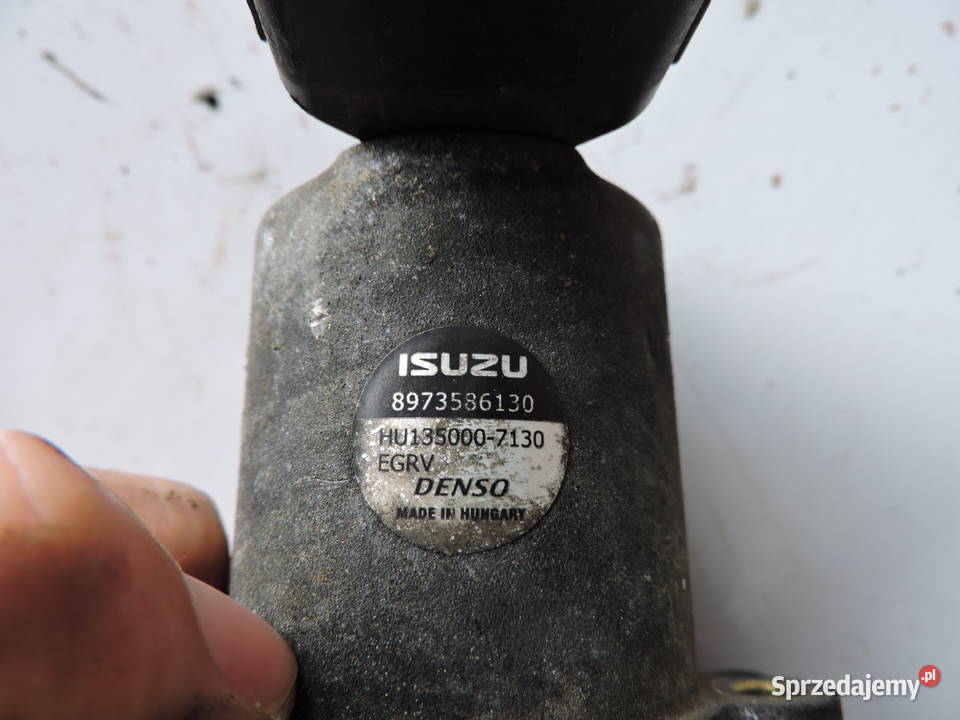 ISUZU
8973586130
HU135000-7130
EGRV
DENSO
MADE IN HUNGARY
Sprzedajemy.pl